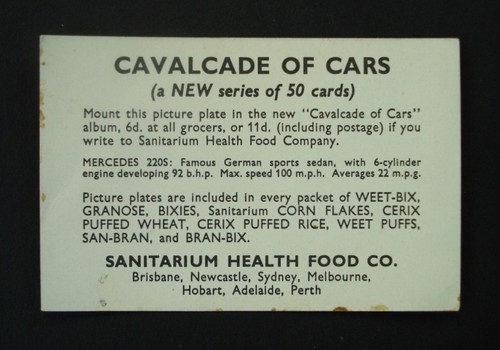 CAVALCADE OF CARS
(a NEW series of 50 cards)
Mount this picture plate in the new "Cavalcade of Cars"
album, 6d. at all grocers, or 11d. (including postage) if you
write to Sanitarium Health Food Company.
MERCEDES 220S: Famous German sports sedan, with 6-cylinder
engine developing 92 b.h.p. Max. speed 100 m.p.h. Averages 22 m.p.g.
Picture plates are included in every packet of WEET-BIX,
GRANOSE, BIXIES, Sanitarium CORN FLAKES, CERIX
PUFFED WHEAT, CERIX PUFFED RICE, WEET PUFFS,
SAN-BRAN, and BRAN-BIX.
SANITARIUM HEALTH FOOD CO.
Brisbane, Newcastle, Sydney, Melbourne,
Hobart, Adelaide, Perth